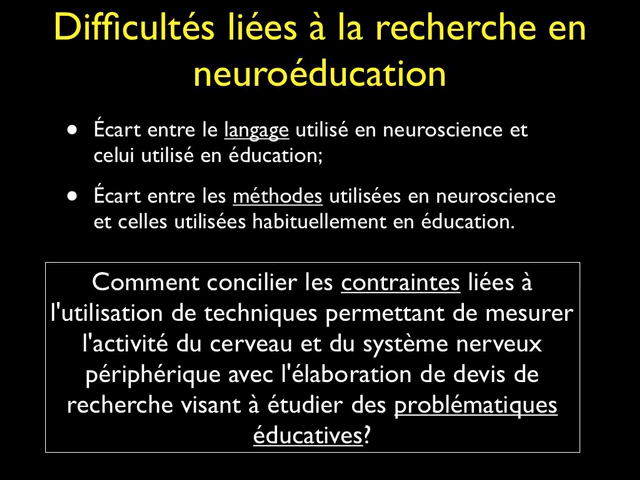 Difficultés liées à la recherche en
neuroéducation
• Écart entre le langage utilisé en neuroscience et
celui utilisé en éducation;
• Écart entre les méthodes utilisées en neuroscience
et celles utilisées habituellement en éducation.
Comment concilier les contraintes liées à
l'utilisation de techniques permettant de mesurer
l'activité du cerveau et du système nerveux
périphérique avec l'élaboration de devis de
recherche visant à étudier des problématiques
éducatives?